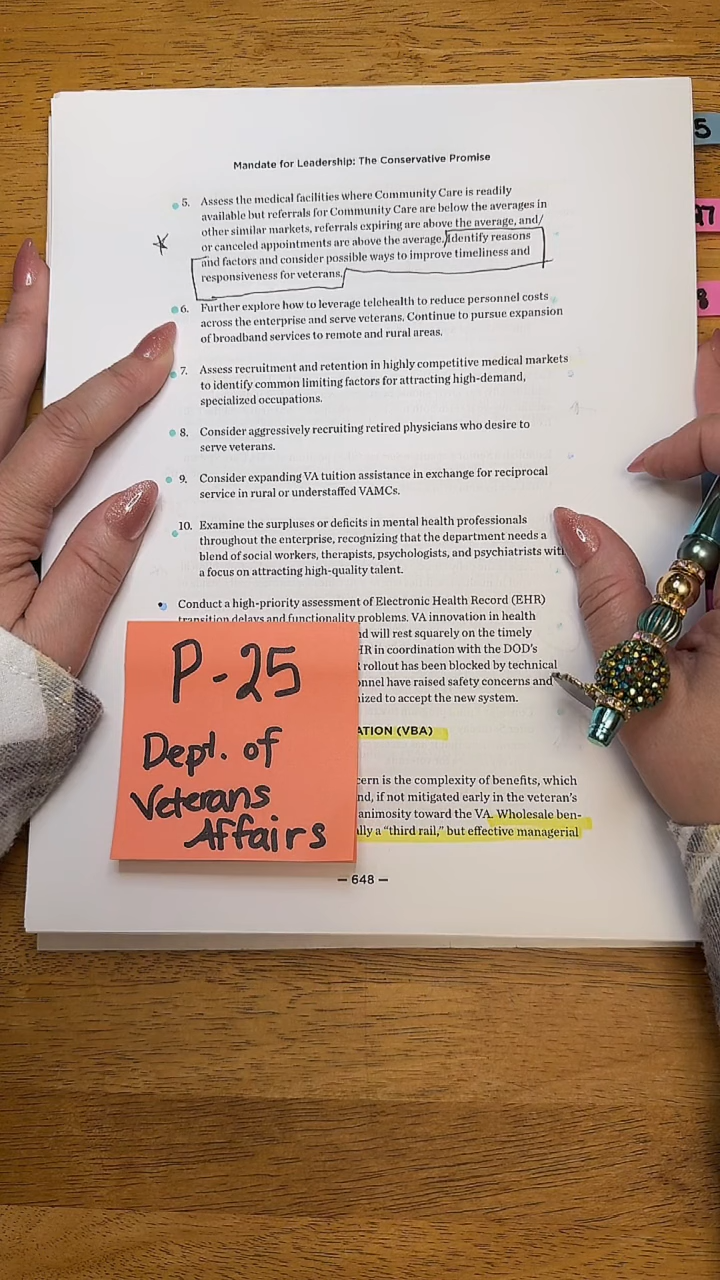 5
Mandate for Leadership: The Conservative Promise
5. Assess the medical facilities where Community Care is readily
available but referrals for Community Care are below the averages in
other similar markets, referrals expiring are above the average, and/
or canceled appointments are above the average. Identify reasons
and factors and consider possible ways to improve timeliness and
responsiveness for veterans.
6. Further explore how to leverage telehealth to reduce personnel costs
across the enterprise and serve veterans. Continue to pursue expansion
of broadband services to remote and rural areas.
7. Assess recruitment and retention in highly competitive medical markets
to identify common limiting factors for attracting high-demand,
specialized occupations.
8. Consider aggressively recruiting retired physicians who desire to
serve veterans.
9. Consider expanding VA tuition assistance in exchange for reciprocal
service in rural or understaffed VAMCs.
10. Examine the surpluses or deficits in mental health professionals
throughout the enterprise, recognizing that the department needs a
blend of social workers, therapists, psychologists, and psychiatrists with
a focus on attracting high-quality talent.
Conduct a high-priority assessment of Electronic Health Record (EHR)
transition delays and functionality problems. VA innovation in health
will rest squarely on the timely
in coordination with the DOD's
rollout has been blocked by technical
have raised safety concerns and
to accept the new system.
(VBA)
is the complexity of benefits, which
if not mitigated early in the veteran's
animosity toward the VA. Wholesale ben-
a "third rail," but effective managerial
— 648 —
P-25
Dept. of
Veterans
Affairs